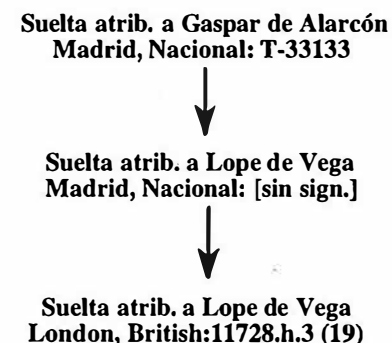 Suelta atrib. a Gaspar de Alarcón
Madrid, Nacional: T-33133
Suelta atrib. a Lope de Vega
Madrid, Nacional: [sin sign.]
Suelta atrib. a Lope de Vega
London, British:11728.h.3 (19)